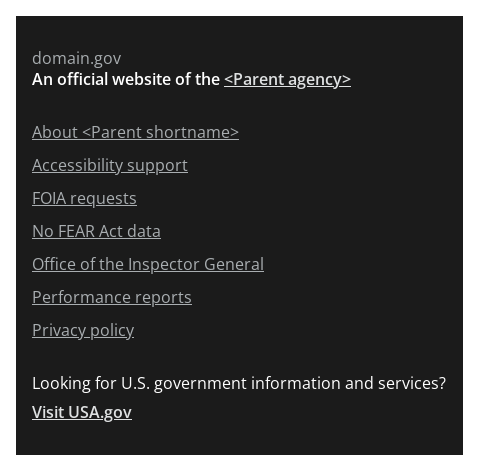 domain.gov
An official website of the <Parent agency>
About <Parent shortname>
Accessibility support
FOIA requests
No FEAR Act data
Office of the Inspector General
Performance reports
Privacy policy
Looking for U.S. government information and services?
Visit USA.gov